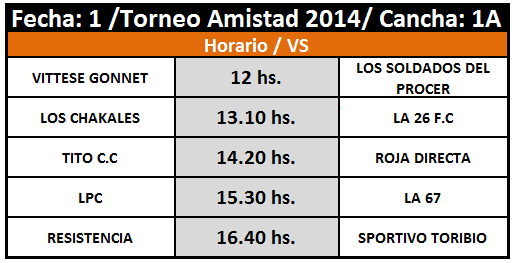 Fecha: 1 /Torneo Amistad 2014/ Cancha: 1A
Horario / VS
VITTESE GONNET 12 hs. LOS SOLDADOS DEL PROCER
LOS CHAKALES 13.10 hs. LA 26 F.C
TITO C.C 14.20 hs. ROJA DIRECTA
LPC 15.30 hs. LA 67
RESISTENCIA 16.40 hs. SPORTIVO TORIBIO